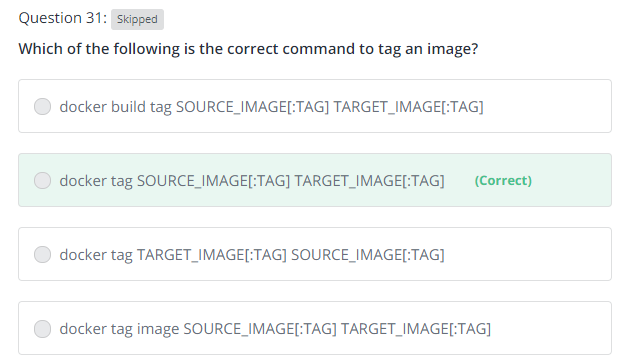 Question 31: Skipped
Which of the following is the correct command to tag an image?
docker build tag SOURCE_IMAGE[:TAG] TARGET_IMAGE[:TAG]
docker tag SOURCE_IMAGE[:TAG] TARGET_IMAGE[:TAG] (Correct)
docker tag TARGET_IMAGE[:TAG] SOURCE_IMAGE[:TAG]
docker tag image SOURCE_IMAGE[:TAG] TARGET_IMAGE[:TAG]